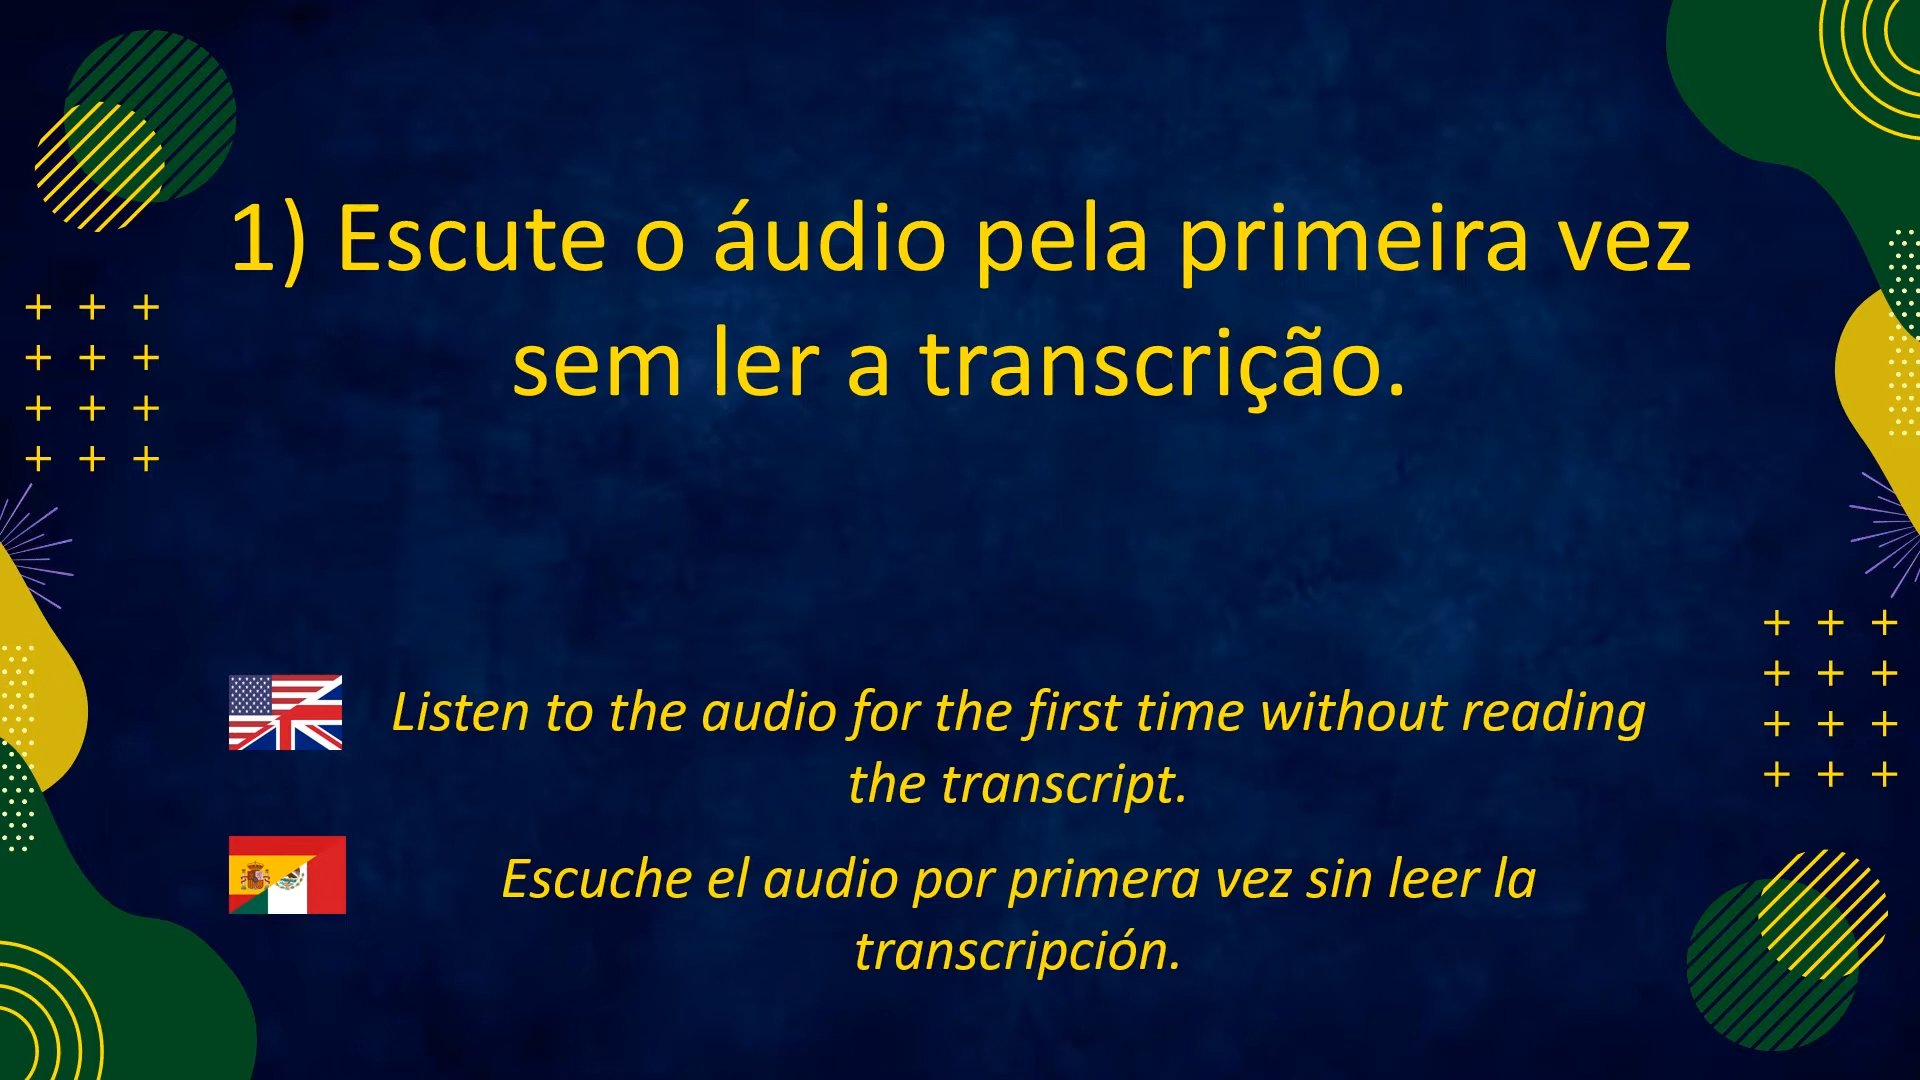 1) Escute o áudio pela primeira vez
sem ler a transcrição.
Listen to the audio for the first time without reading
the transcript.
Escuche el audio por primera vez sin leer la
transcripción.